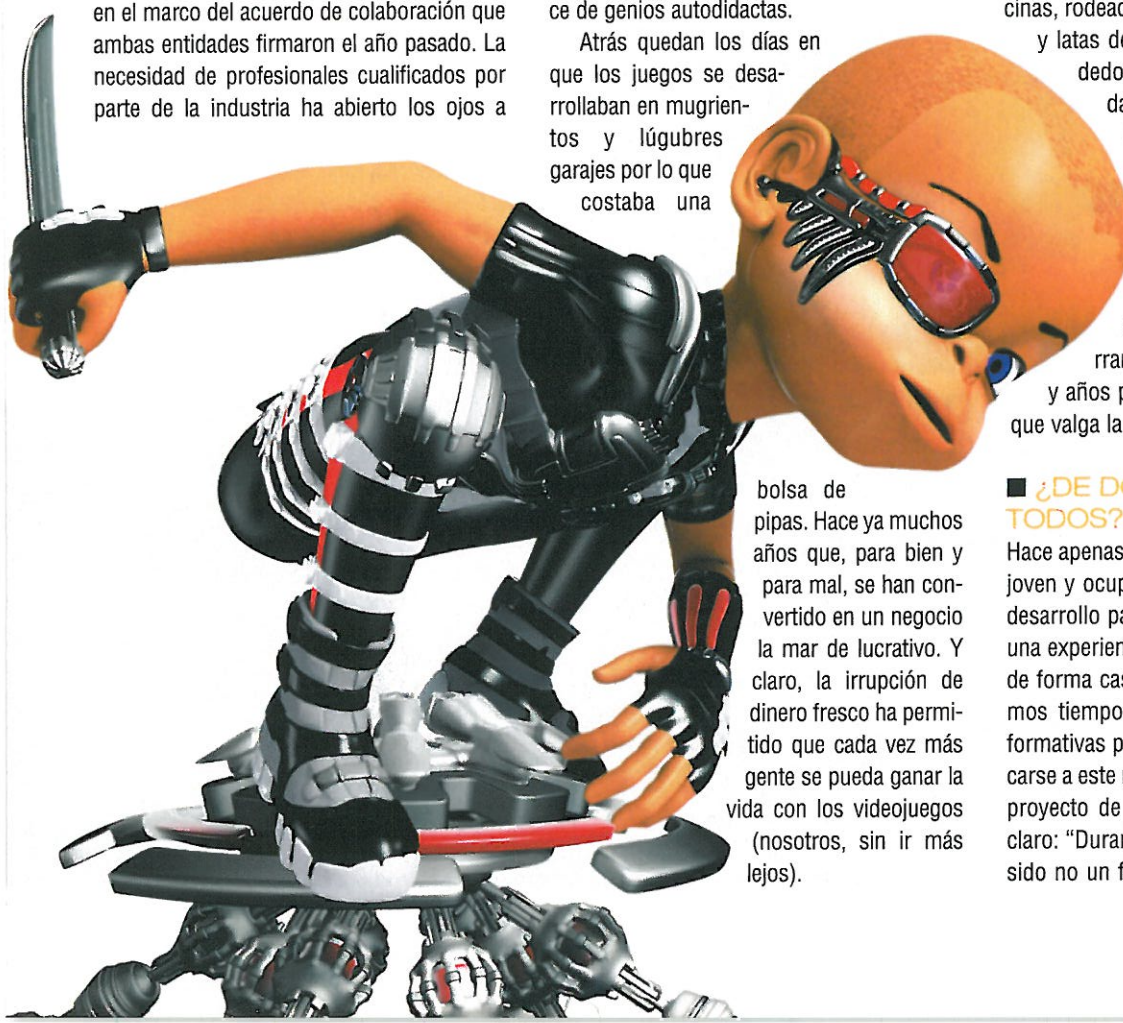 en el marco del acuerdo de colaboración que
ambas entidades firmaron el año pasado. La
necesidad de profesionales cualificados por
parte de la industria ha abierto los ojos a
ce de genios autodidactas.
Atrás quedan los días en
que los juegos se desa-
rrollaban en mugrien-
tos y lúgubres
garajes por lo que
costaba una
bolsa de
pipas. Hace ya muchos
años que, para bien y
para mal, se han con-
vertido en un negocio
la mar de lucrativo. Y
claro, la irrupción de
dinero fresco ha permi-
tido que cada vez más
gente se pueda ganar la
vida con los videojuegos
(nosotros, sin ir más
lejos).
cinas,
y latas de
y años
que valga la
■ ¿DE
TODOS?
Hace apenas
joven y
desarrollo
una
de forma
mos tiempo
formativas
carse a este
proyecto de
claro:
sido no un